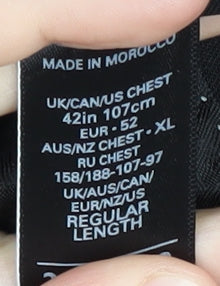 MADE IN MOROCCO
UK/CAN/US CHEST
42in 107cm
EUR • 52
AUS/NZ CHEST • XL
RU CHEST
158/188-107-97
UK/AUS/CAN/
EUR/NZ/US
REGULAR
LENGTH